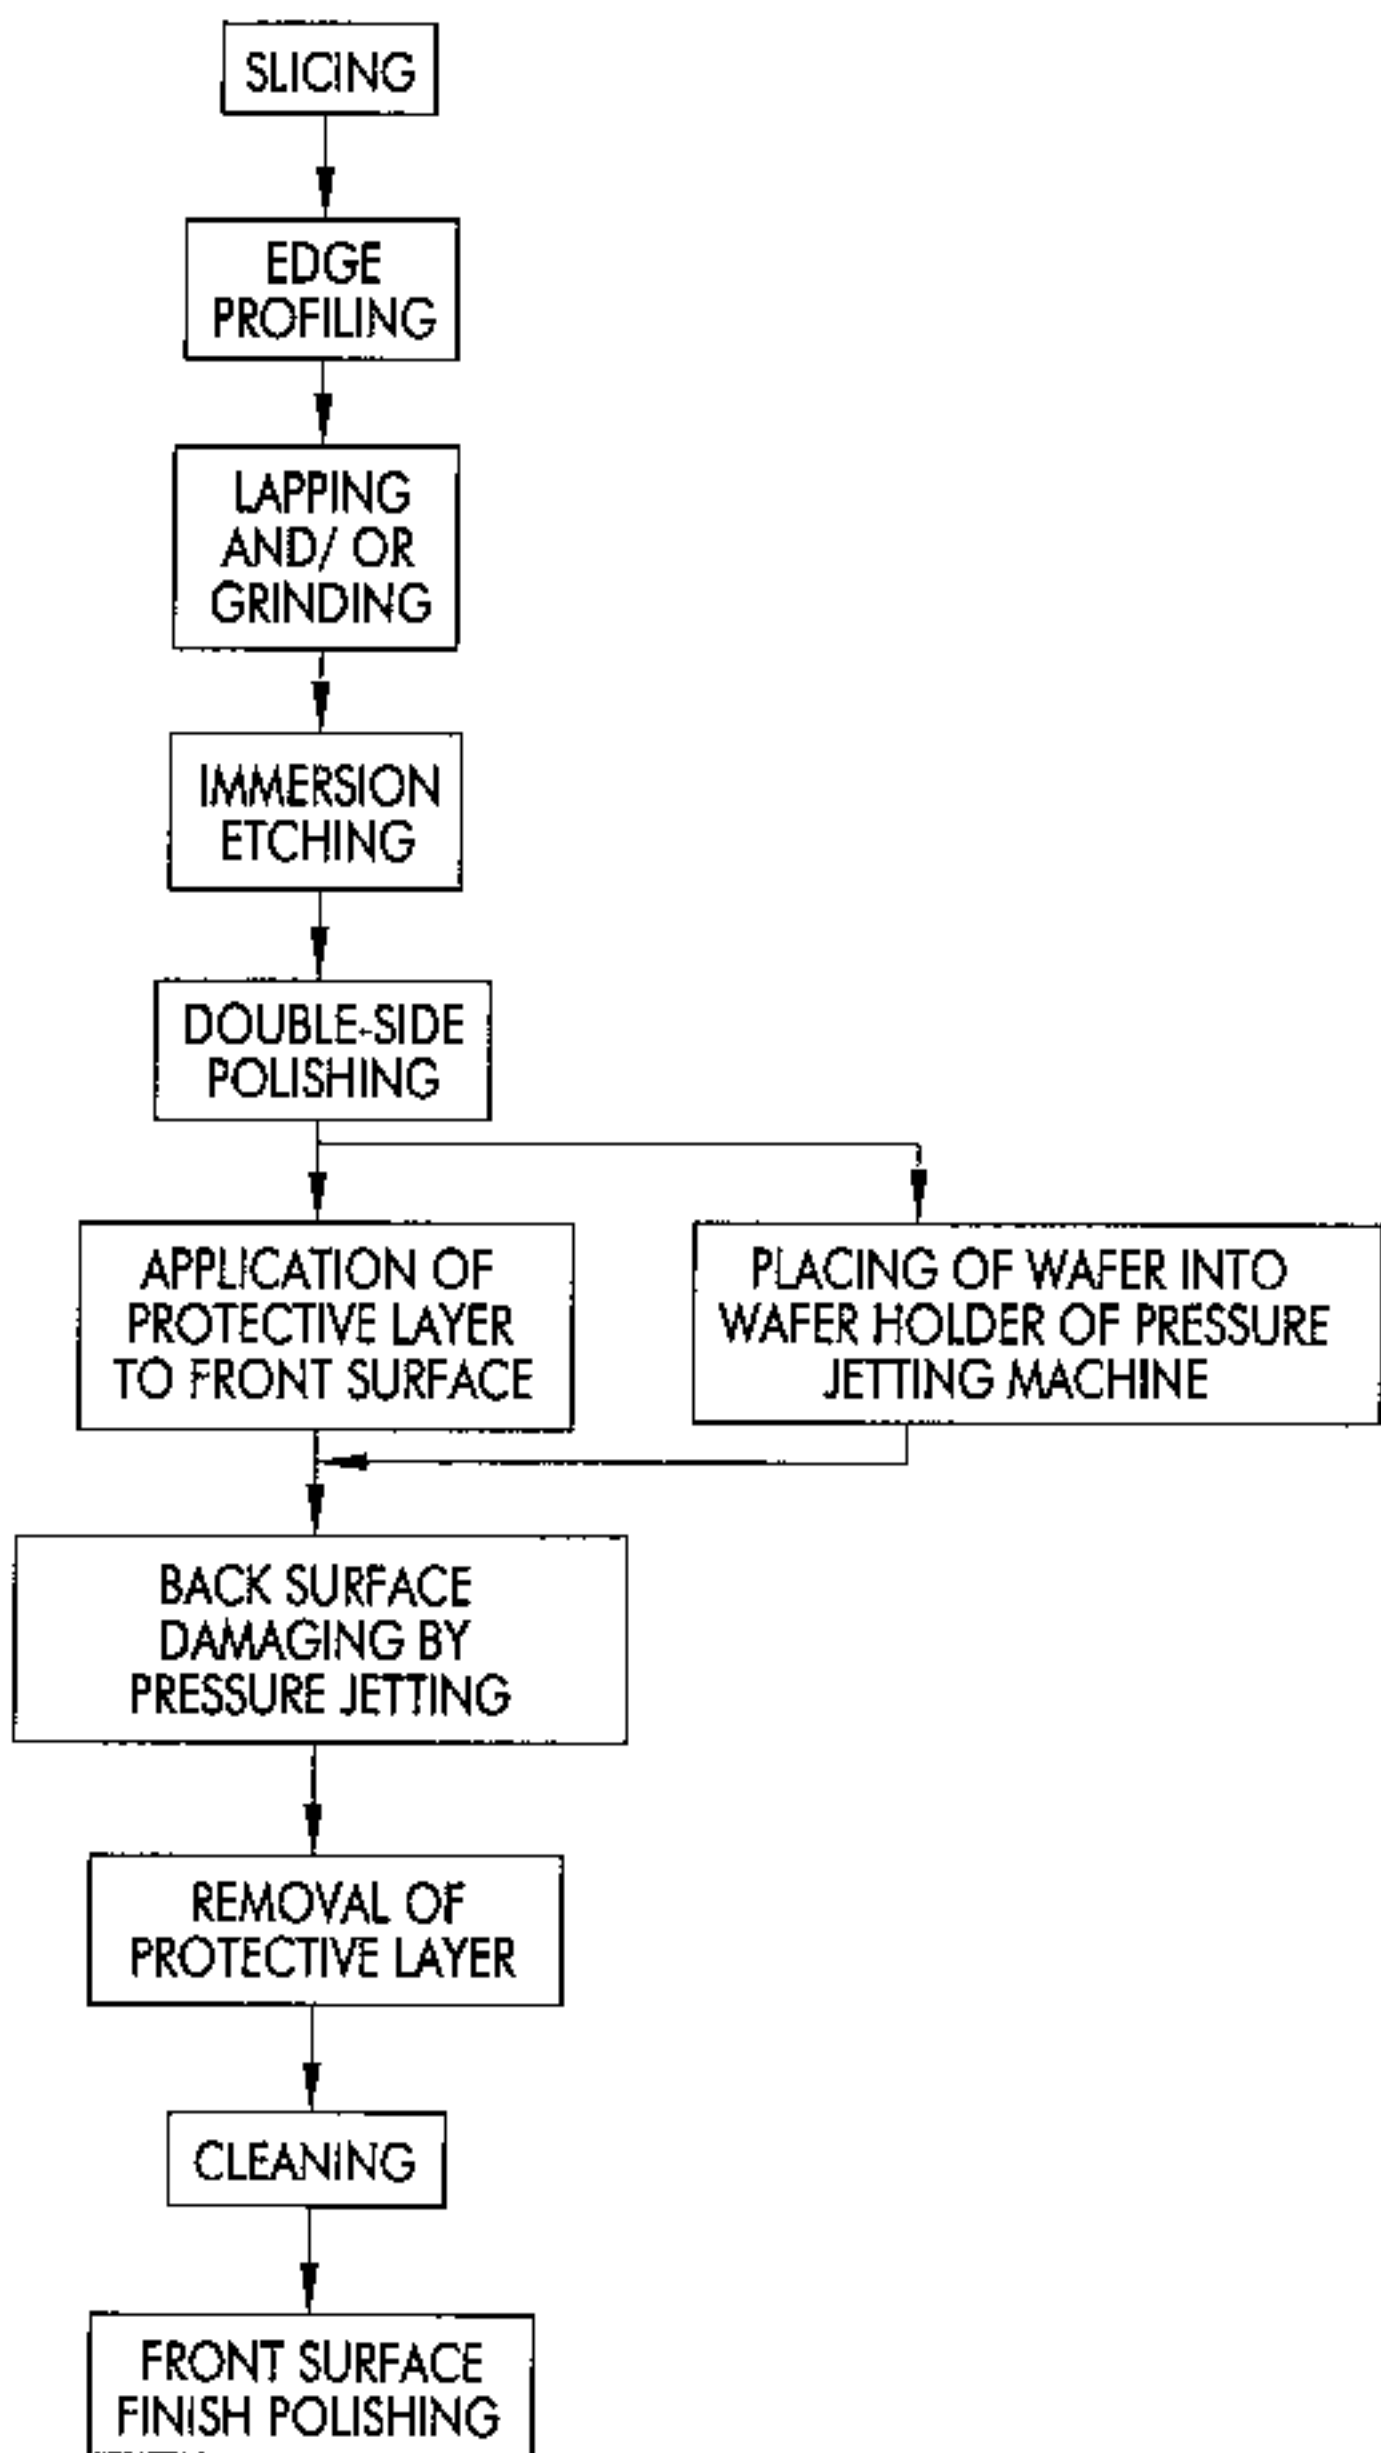 SLICING
EDGE
PROFILING
LAPPING
AND/ OR
GRINDING
IMMERSION
ETCHING
DOUBLE-SIDE
POLISHING
APPLICATION OF
PROTECTIVE LAYER
TO FRONT SURFACE
PLACING OF WAFER INTO
WAFER HOLDER OF PRESSURE
JETTING MACHINE
BACK SURFACE
DAMAGING BY
PRESSURE JETTING
REMOVAL OF
PROTECTIVE LAYER
CLEANING
FRONT SURFACE
FINISH POLISHING